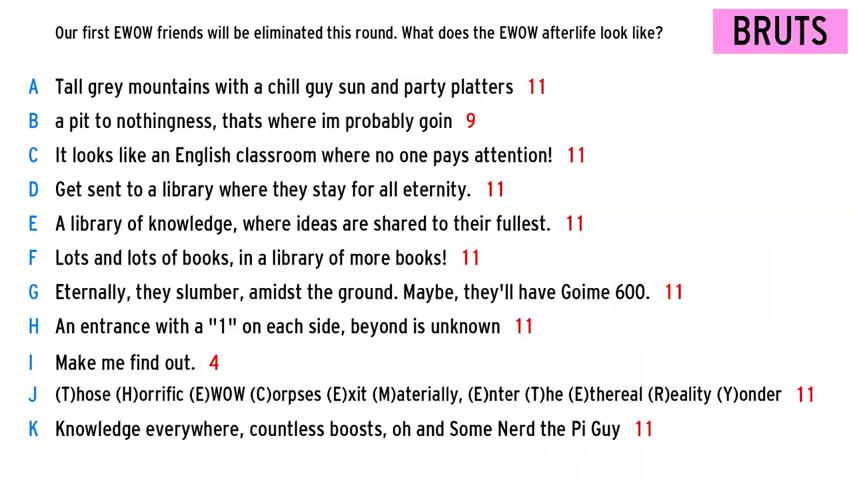 Our first EWOW friends will be eliminated this round. What does the EWOW afterlife look like?
BRUTS
A Tall grey mountains with a chill guy sun and party platters 11
B a pit to nothingness, thats where im probably goin 9
C It looks like an English classroom where no one pays attention! 11
D Get sent to a library where they stay for all eternity. 11
E A library of knowledge, where ideas are shared to their fullest. 11
F Lots and lots of books, in a library of more books! 11
G Eternally, they slumber, amidst the ground. Maybe, they'll have Goime 600. 11
H An entrance with a "1" on each side, beyond is unknown 11
I Make me find out. 4
J (T)hose (H)orrific (E)WOW (C)orpses (E)xit (M)aterially, (E)nter (T)he (E)thereal (R)eality (Y)onder 11
K Knowledge everywhere, countless boosts, oh and Some Nerd the Pi Guy 11